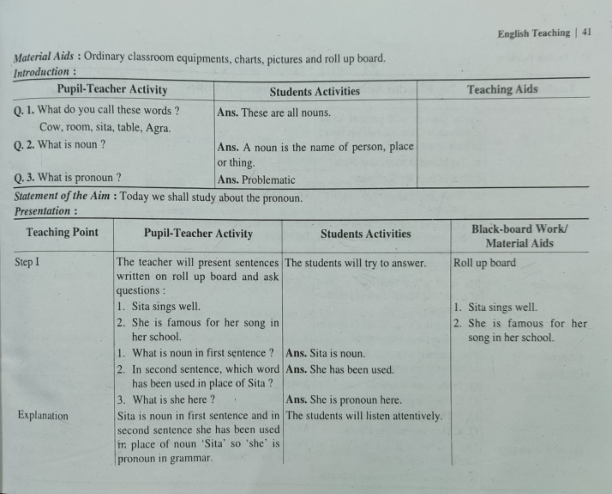 English Teaching | 41
Material Aids : Ordinary classroom equipments, charts, pictures and roll up board.
Introduction :
Pupil-Teacher Activity Students Activities Teaching Aids
Q. 1. What do you call these words ? Ans. These are all nouns.
Cow, room, sita, table, Agra.
Q. 2. What is noun ? Ans. A noun is the name of person, place
or thing.
Q. 3. What is pronoun ? Ans. Problematic
Statement of the Aim : Today we shall study about the pronoun.
Presentation :
Teaching Point Pupil-Teacher Activity Students Activities Black-board Work/
Material Aids
Step I The teacher will present sentences The students will try to answer. Roll up board
written on roll up board and ask
questions :
1. Sita sings well. 1. Sita sings well.
2. She is famous for her song in 2. She is famous for her
her school. song in her school.
1. What is noun in first sentence ? Ans. Sita is noun.
2. In second sentence, which word Ans. She has been used.
has been used in place of Sita ?
3. What is she here ? Ans. She is pronoun here.
Explanation Sita is noun in first sentence and in The students will listen attentively.
second sentence she has been used
in place of noun 'Sita' so 'she' is
pronoun in grammar.